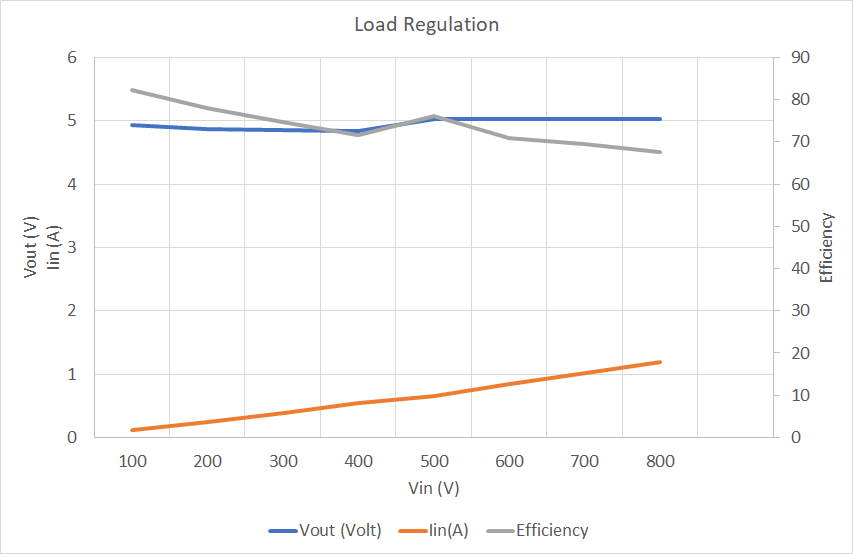 Load Regulation
6
5
4
3
2
1
0
90
80
70
60
50
40
30
20
10
0
Vout (V)
Iin (A)
Efficiency
100 200 300 400 500 600 700 800
Vin (V)
Vout (Volt) Iin(A) Efficiency